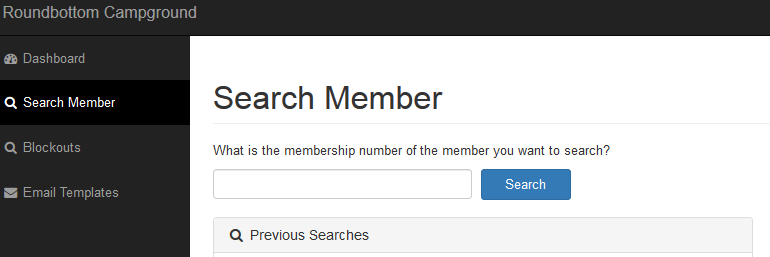 Roundbottom Campground
Dashboard
Search Member
Blockouts
Email Templates
Search Member
What is the membership number of the member you want to search?
Search
Previous Searches